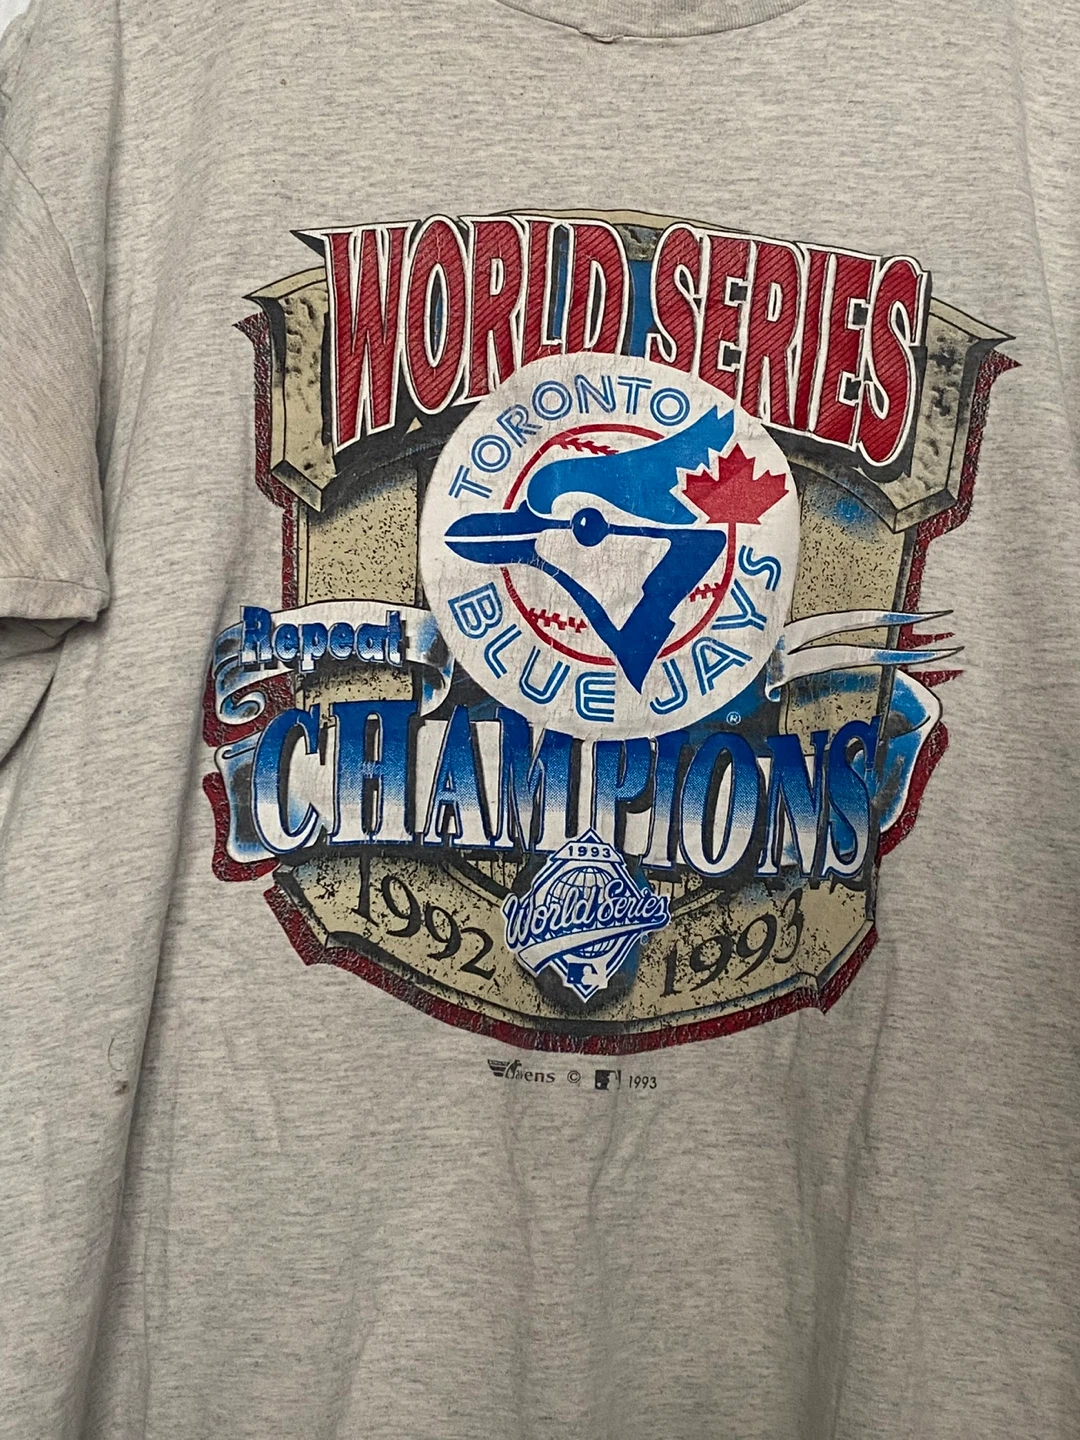 WORLD SERIES
TORONTO
BLUE JAYS
®
Repeat
CHAMPIONS
1992
1993
World Series
1993
© 1993